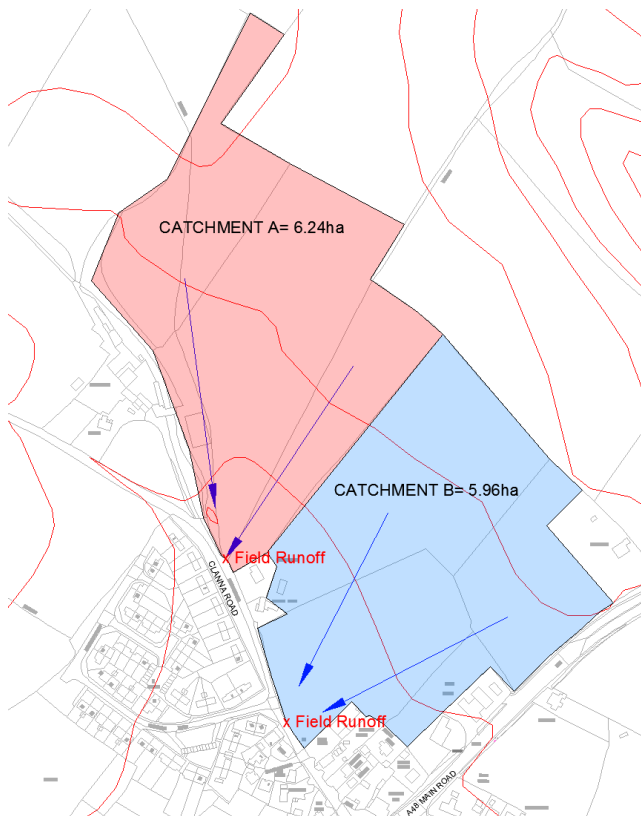 CATCHMENT A= 6.24ha
CATCHMENT B= 5.96ha
x Field Runoff
CLANNA ROAD
x Field Runoff
A48 MAIN ROAD